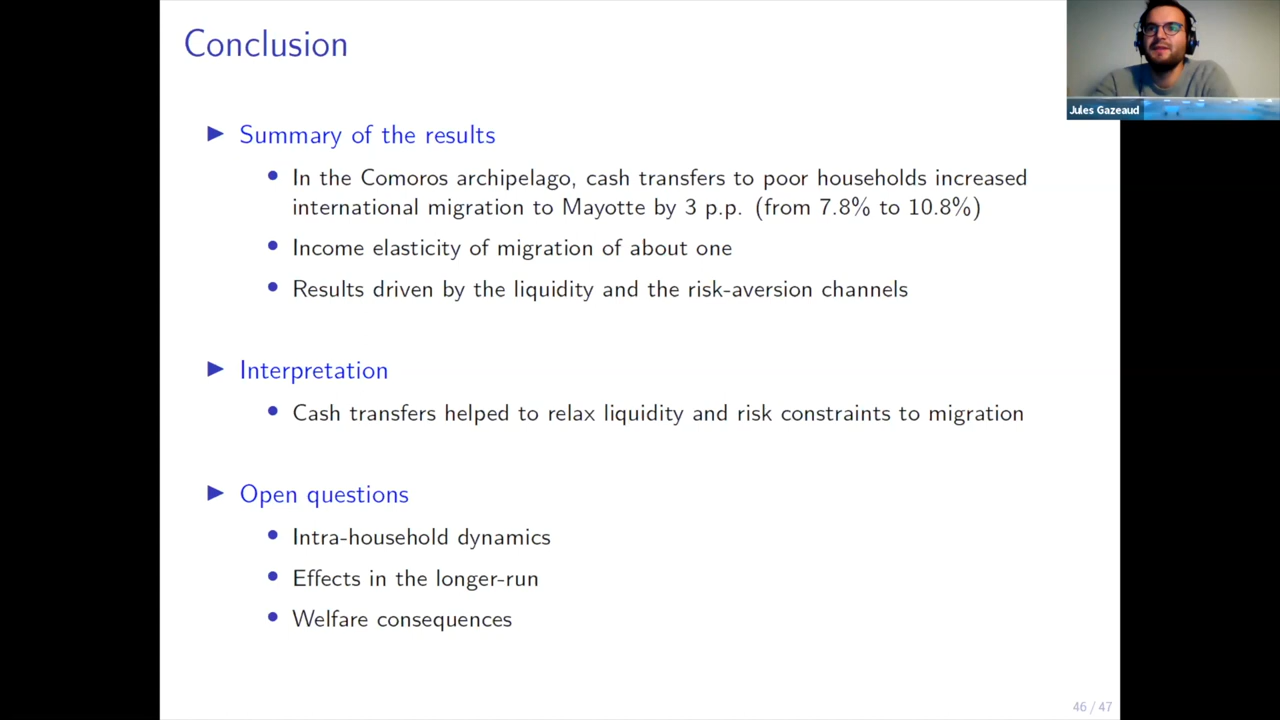 Conclusion
Jules Gazeaud
Summary of the results
In the Comoros archipelago, cash transfers to poor households increased
international migration to Mayotte by 3 p.p. (from 7.8% to 10.8%)
Income elasticity of migration of about one
Results driven by the liquidity and the risk-aversion channels
Interpretation
Cash transfers helped to relax liquidity and risk constraints to migration
Open questions
Intra-household dynamics
Effects in the longer-run
Welfare consequences
46 / 47